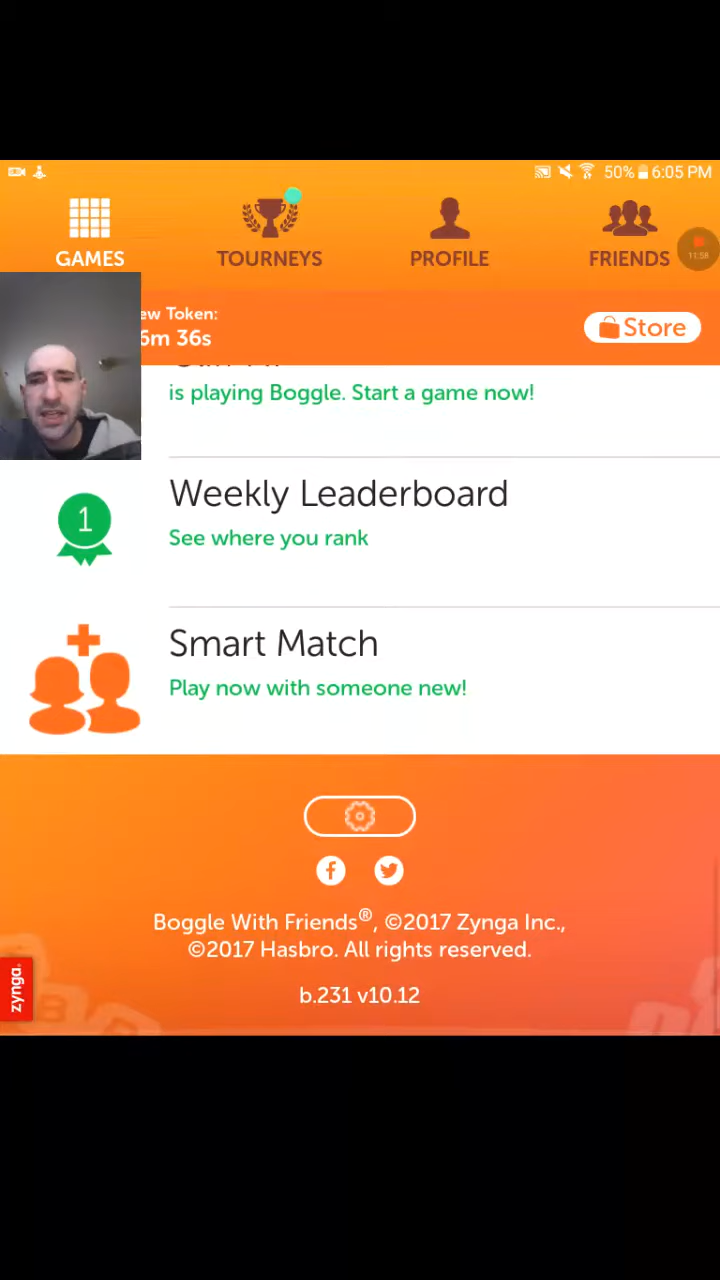 50% 6:05 PM
GAMES TOURNEYS PROFILE FRIENDS
11:58
ew Token:
6m 36s
Store
is playing Boggle. Start a game now!
1
Weekly Leaderboard
See where you rank
Smart Match
Play now with someone new!
Boggle With Friends®, ©2017 Zynga Inc.,
©2017 Hasbro. All rights reserved.
zynga
b.231 v10.12